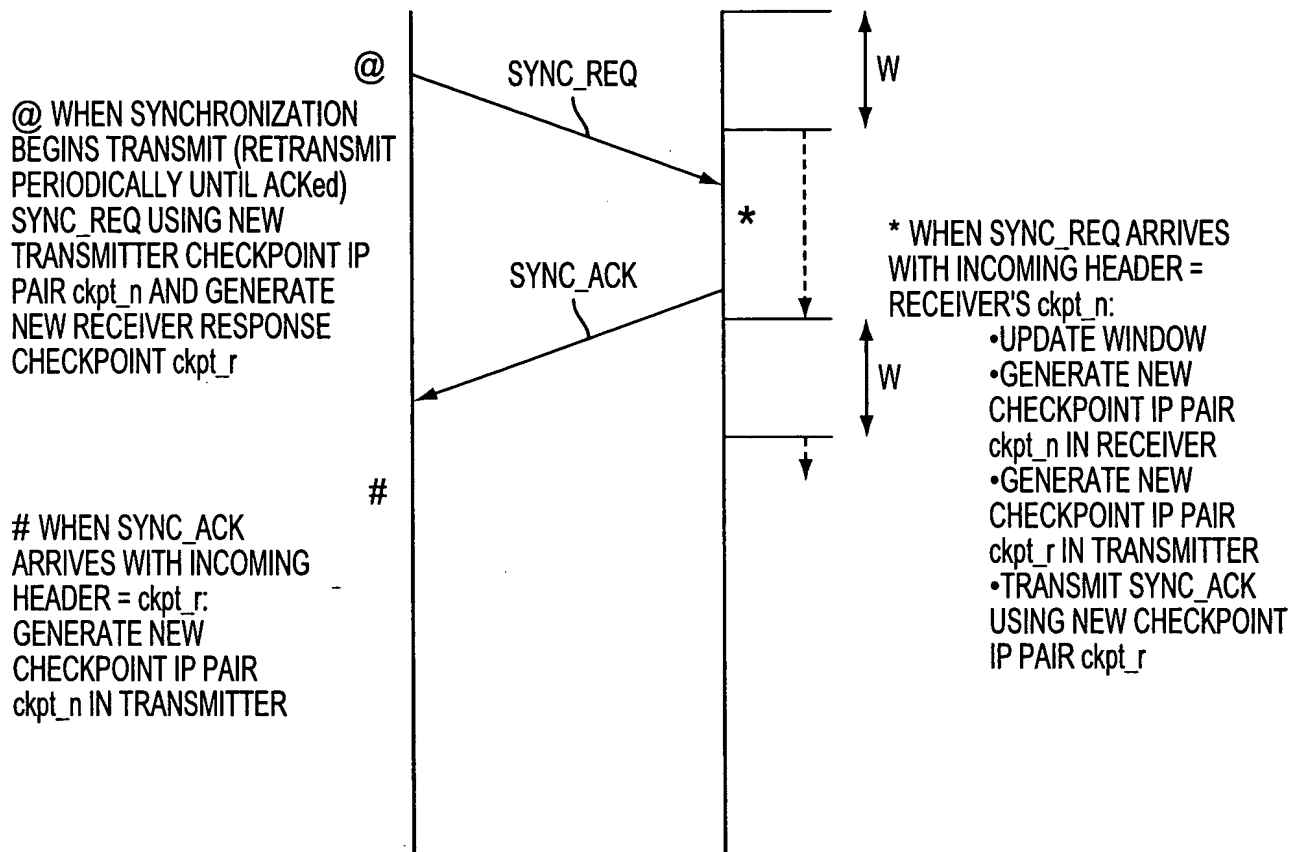 @
@ WHEN SYNCHRONIZATION
BEGINS TRANSMIT (RETRANSMIT
PERIODICALLY UNTIL ACKed)
SYNC_REQ USING NEW
TRANSMITTER CHECKPOINT IP
PAIR ckpt_n AND GENERATE
NEW RECEIVER RESPONSE
CHECKPOINT ckpt_r
#
# WHEN SYNC_ACK
ARRIVES WITH INCOMING
HEADER = ckpt_r:
GENERATE NEW
CHECKPOINT IP PAIR
ckpt_n IN TRANSMITTER
SYNC_REQ
SYNC_ACK
*
W
W
* WHEN SYNC_REQ ARRIVES
WITH INCOMING HEADER =
RECEIVER'S ckpt_n:
•UPDATE WINDOW
•GENERATE NEW
CHECKPOINT IP PAIR
ckpt_n IN RECEIVER
•GENERATE NEW
CHECKPOINT IP PAIR
ckpt_r IN TRANSMITTER
•TRANSMIT SYNC_ACK
USING NEW CHECKPOINT
IP PAIR ckpt_r